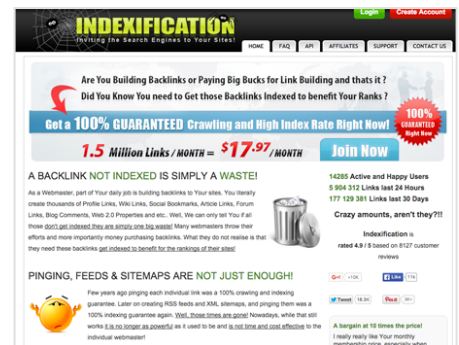 Login
Create Account
INDEXIFICATION
Inviting the Search Engines to Your Sites!
HOME
FAQ
API
AFFILIATES
SUPPORT
CONTACT US
Are You Building Backlinks or Paying Big Bucks for Link Building and thats it ?
Did You Know You need to Get those Backlinks Indexed to benefit Your Ranks ?
Get a 100% GUARANTEED Crawling and High Index Rate Right Now!
100%
GUARANTEED
Right Now
1.5 Million Links / MONTH = $17.97/MONTH
Join Now
A BACKLINK NOT INDEXED IS SIMPLY A WASTE!
As a Webmaster, part of Your daily job is building backlinks to Your sites. You literally
create thousands of Profile Links, Wiki Links, Social Bookmarks, Article Links, Forum
Links, Blog Comments, Web 2.0 Properties and etc.. Well, We can only tell You if all
those don't get indexed they are simply one big waste! Many webmasters throw their
efforts and more importantly money purchasing backlinks. What they do not realise is that
they need these backlinks get indexed to benefit for the rankings of their sites!
14285 Active and Happy Users
5 904 312 Links last 24 Hours
177 129 381 Links last 30 Days
Crazy amounts, aren't they?!!
Indexification is
rated 4.9 / 5 based on 8127 customer
reviews
Like
Tweet
Pin it
PINGING, FEEDS & SITEMAPS ARE NOT JUST ENOUGH!
Few years ago pinging each individual link was a 100% crawling and indexing
guarantee. Later on creating RSS feeds and XML sitemaps, and pinging them was a
100% indexing guarantee again. Well, those times are gone! Nowadays, while that still
works it is no longer as powerful as it used to be and is not time and cost effective to the
individual webmaster!
A bargain at 10 times the price!
I really really like Your monthly
membership price, especially when